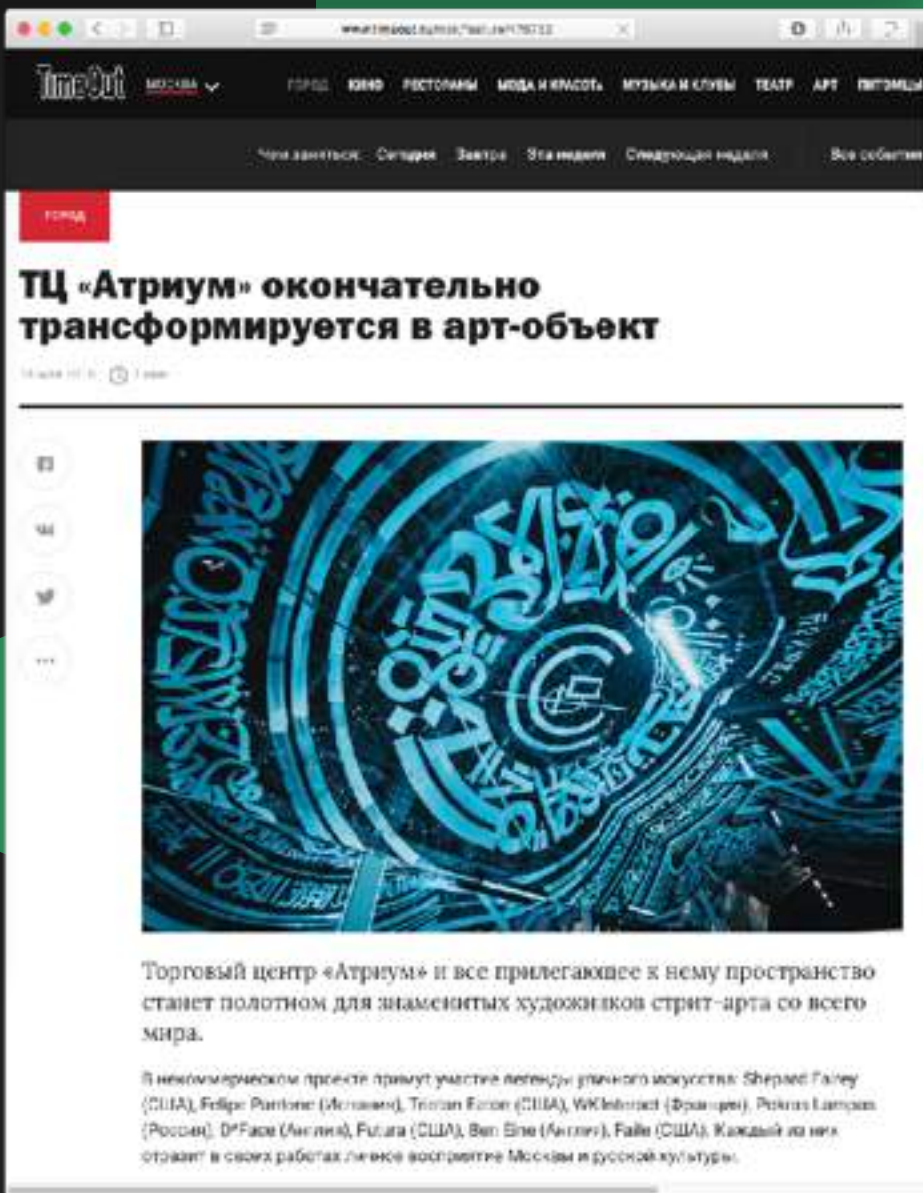 TimeOut МОСКВА
ГОРОД КИНО РЕСТОРАНЫ МОДА И КРАСОТА МУЗЫКА И КЛУБЫ ТЕАТР АРТ ПИТОМЦЫ
Чем заняться: Сегодня Завтра Эта неделя Следующая неделя Все события
ГОРОД
ТЦ «Атриум» окончательно
трансформируется в арт-объект
Торговый центр «Атриум» и все прилегающее к нему пространство
станет полотном для знаменитых художников стрит-арта со всего
мира.
В некоммерческом проекте примут участие легенды уличного искусства: Shepard Fairey
(США), Felipe Pantone (Испания), Tristan Eaton (США), WK Interact (Франция), Pokras Lampas
(Россия), D*Face (Англия), Futura (США), Ben Eine (Англия), Faile (США). Каждый из них
отразит в своих работах личное восприятие Москвы и русской культуры.